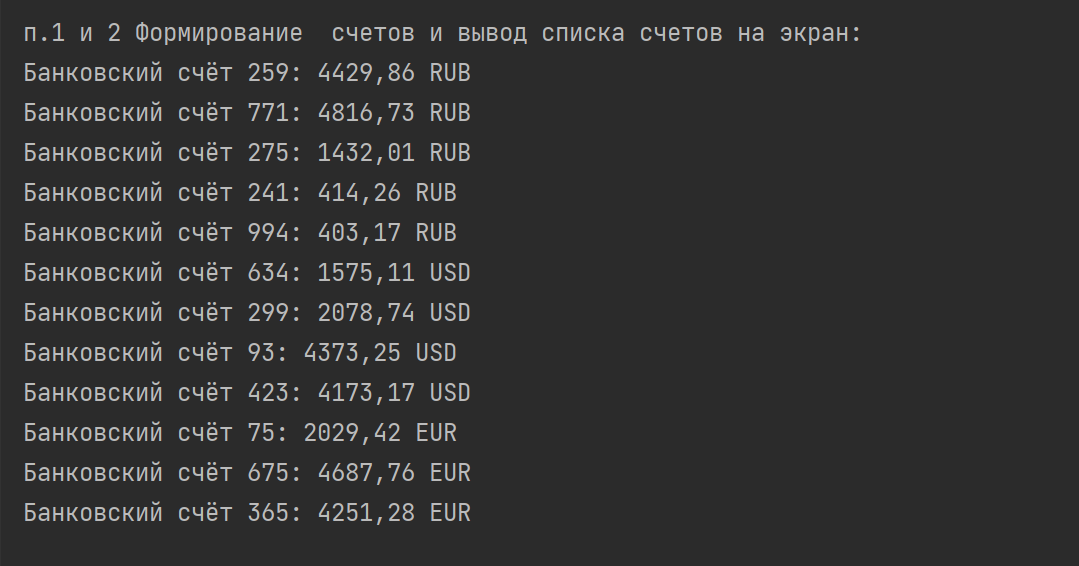 п.1 и 2 Формирование  счетов и вывод списка счетов на экран:
Банковский счёт 259: 4429,86 RUB
Банковский счёт 771: 4816,73 RUB
Банковский счёт 275: 1432,01 RUB
Банковский счёт 241: 414,26 RUB
Банковский счёт 994: 403,17 RUB
Банковский счёт 634: 1575,11 USD
Банковский счёт 299: 2078,74 USD
Банковский счёт 93: 4373,25 USD
Банковский счёт 423: 4173,17 USD
Банковский счёт 75: 2029,42 EUR
Банковский счёт 675: 4687,76 EUR
Банковский счёт 365: 4251,28 EUR